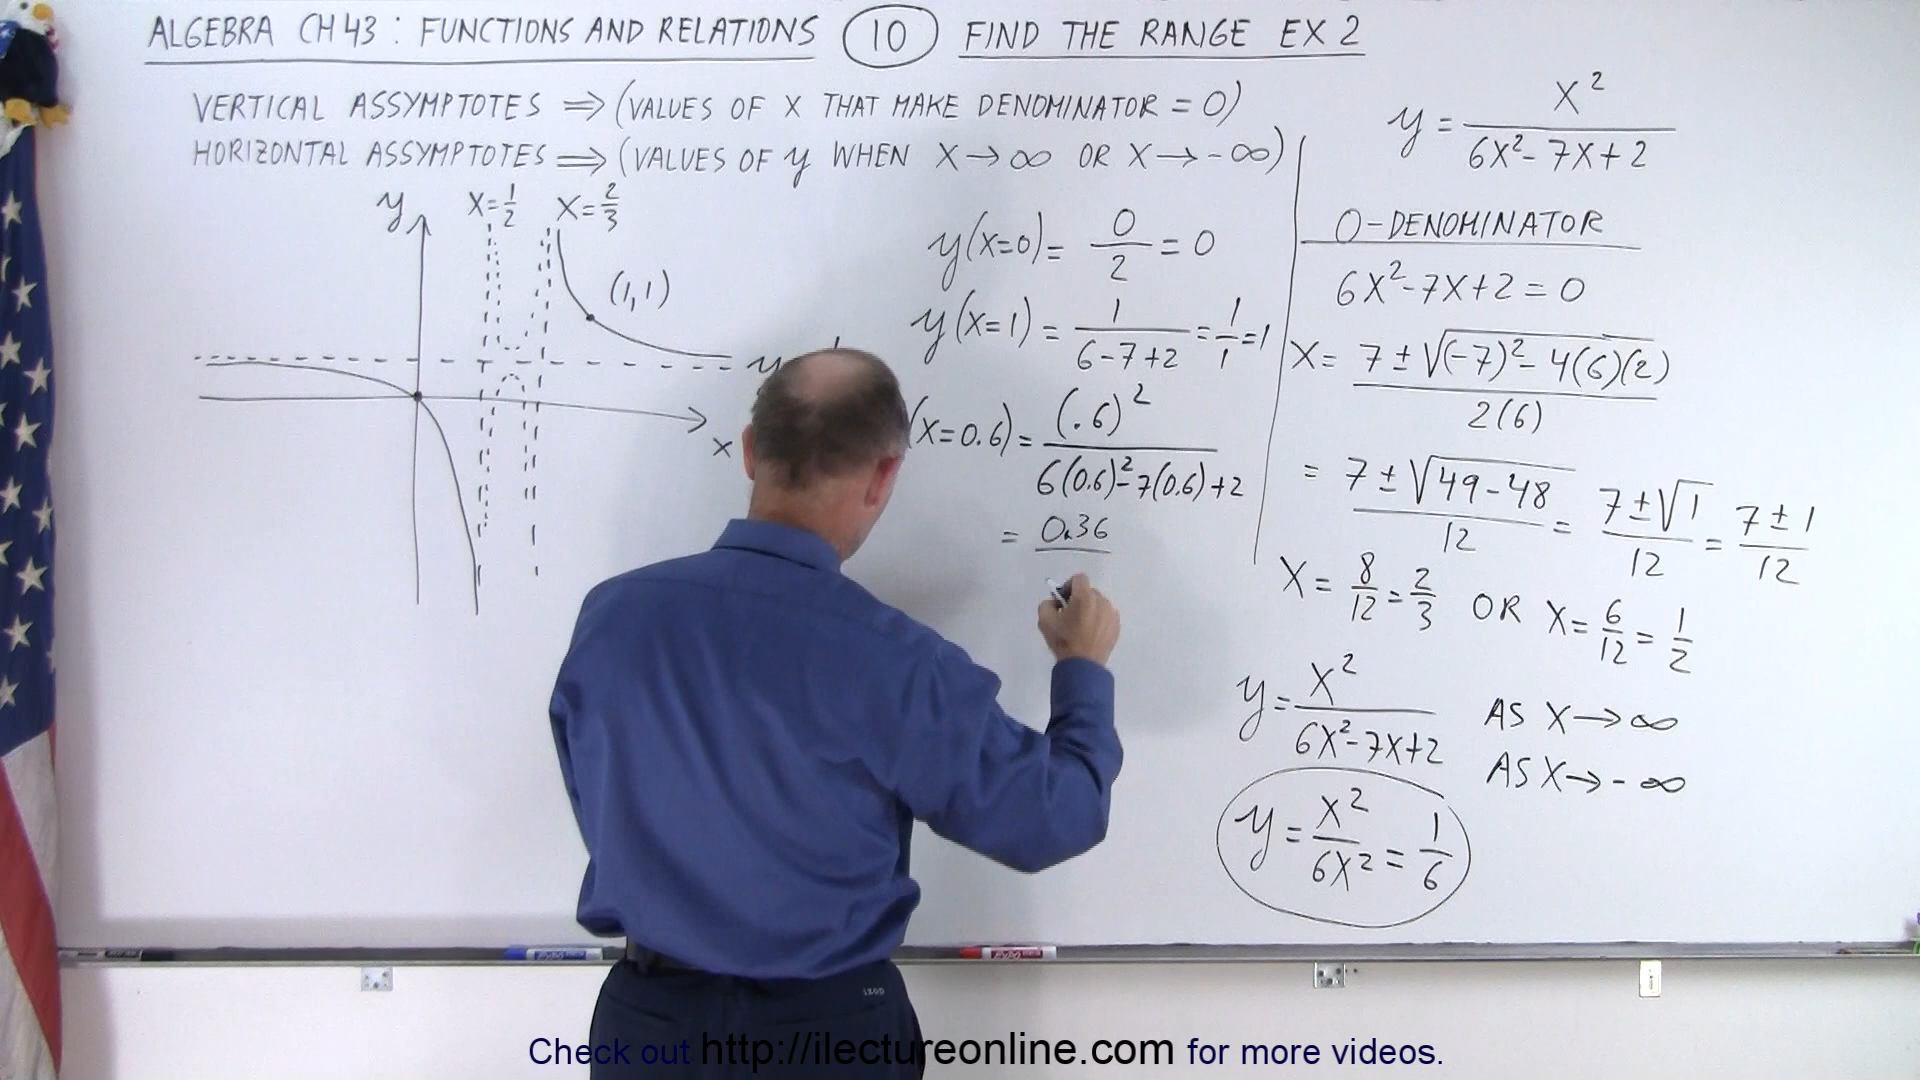 ALGEBRA CH 43 : FUNCTIONS AND RELATIONS 10 FIND THE RANGE EX 2
VERTICAL ASSYMPTOTES ⇒ (VALUES OF X THAT MAKE DENOMINATOR = 0)
HORIZONTAL ASSYMPTOTES ⇒ (VALUES OF y WHEN X → ∞ OR X → -∞)
y
X = 1/2
X = 2/3
(1,1)
y
x
y(X=0) = 0/2 = 0
y(X=1) = 1/(6-7+2) = 1/1 = 1
(X=0.6) = (.6)²/(6(0.6)²-7(0.6)+2)
= 0.36
y = X²/(6X²-7X+2)
0-DENOMINATOR
6X²-7X+2=0
X = (7 ± √((-7)²-4(6)(2)))/2(6)
= (7 ± √(49-48))/12 = (7 ± √1)/12 = (7 ± 1)/12
X = 8/12 = 2/3 OR X = 6/12 = 1/2
y = X²/(6X²-7X+2) AS X → ∞
AS X → -∞
y = X²/6X² = 1/6
IZOD
Check out http://ilectureonline.com for more videos.